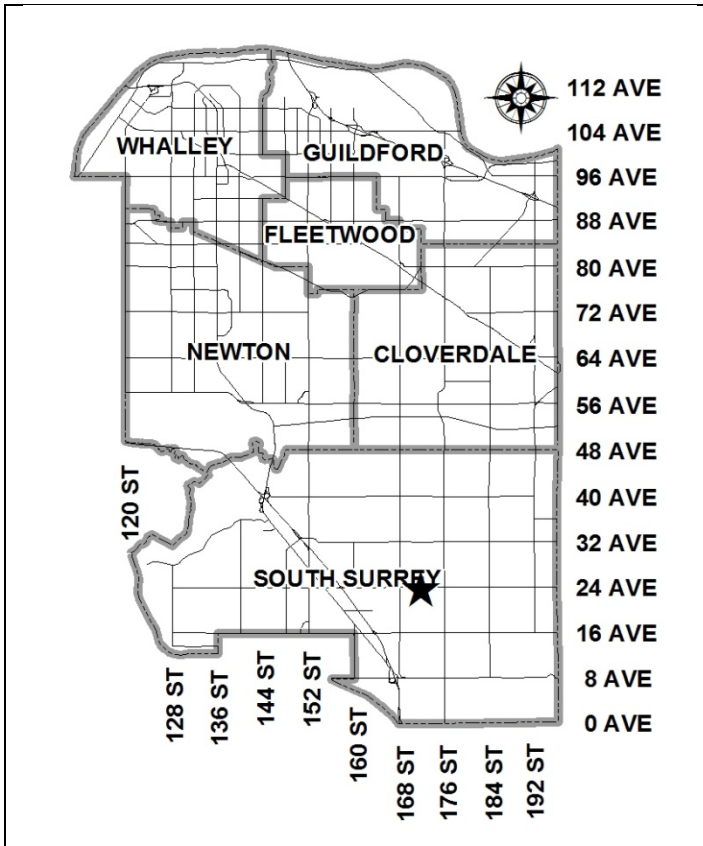 112 AVE
104 AVE
WHALLEY
GUILDFORD
96 AVE
88 AVE
FLEETWOOD
80 AVE
72 AVE
NEWTON
CLOVERDALE
64 AVE
56 AVE
48 AVE
120 ST
40 AVE
32 AVE
SOUTH SURREY
24 AVE
16 AVE
8 AVE
0 AVE
128 ST
136 ST
144 ST
152 ST
160 ST
168 ST
176 ST
184 ST
192 ST